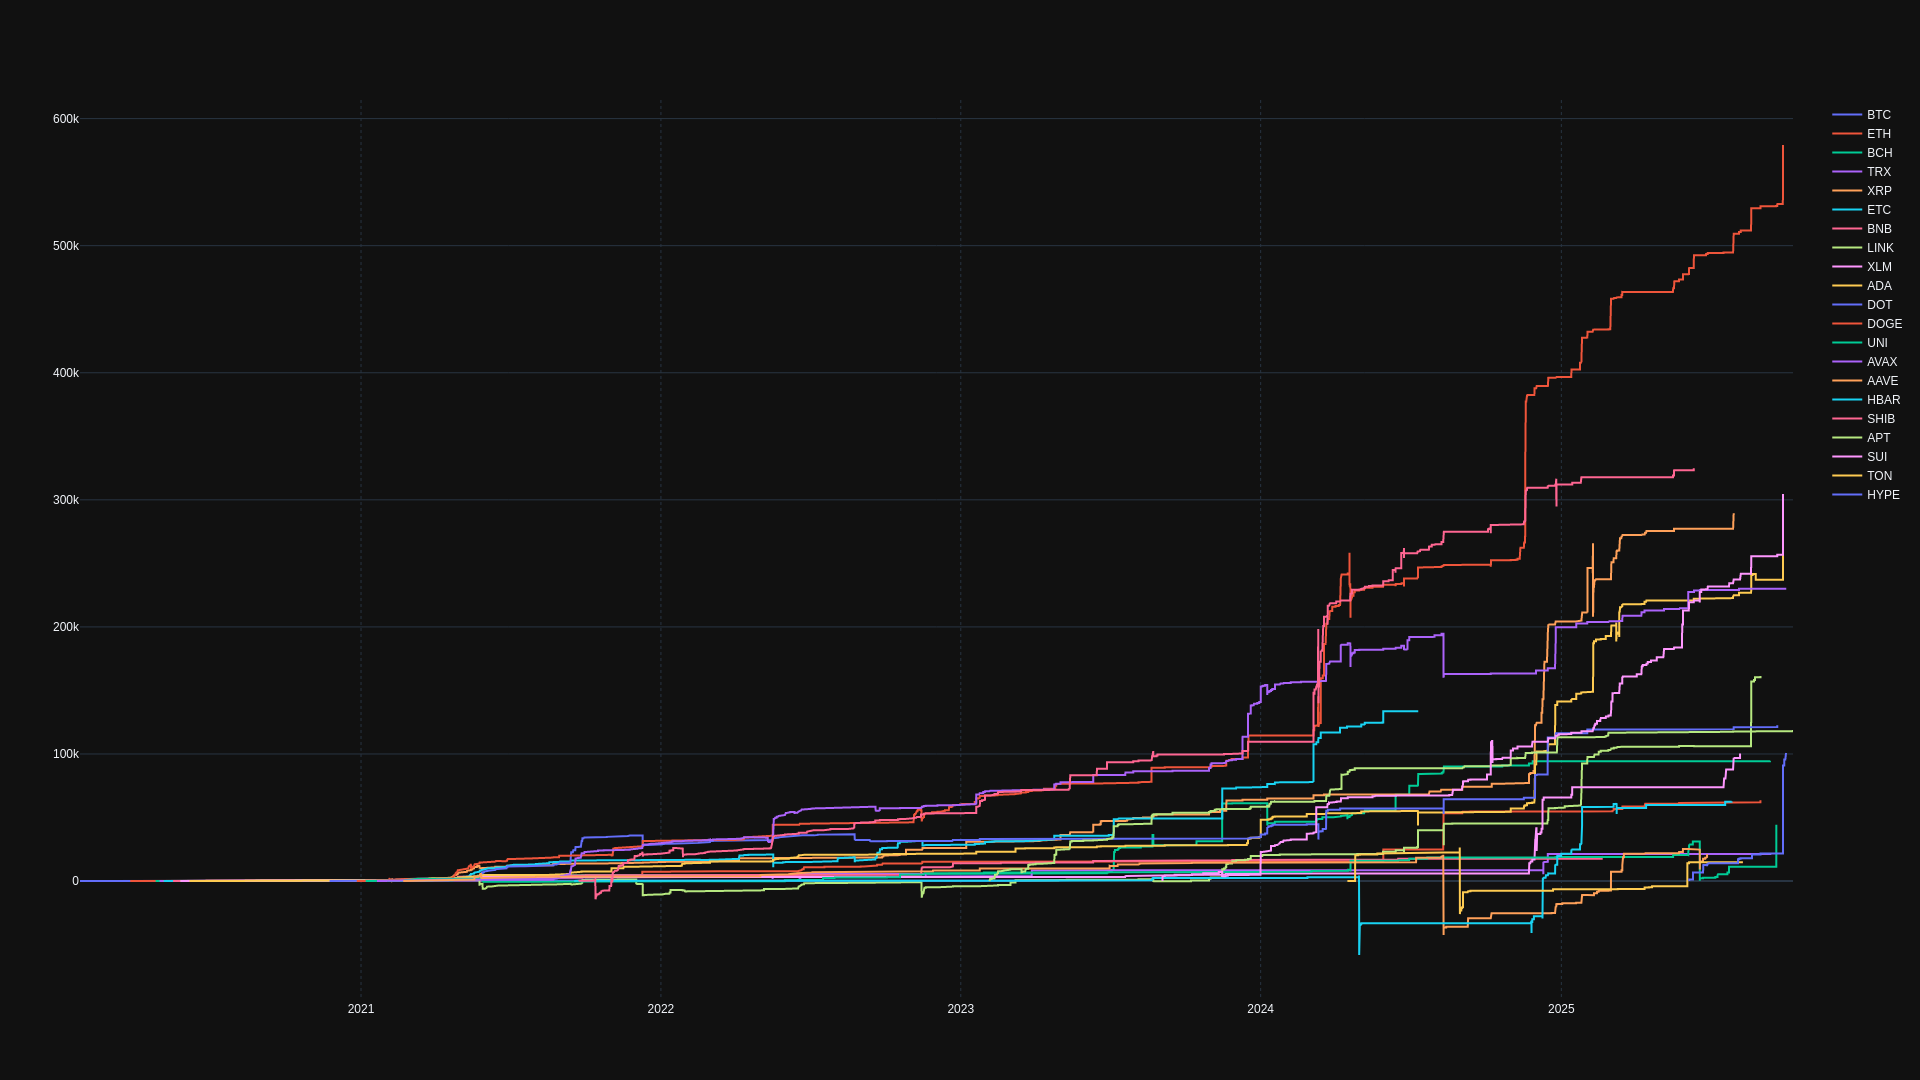 600k
500k
400k
300k
200k
100k
0
2021
2022
2023
2024
2025
BTC
ETH
BCH
TRX
XRP
ETC
BNB
LINK
XLM
ADA
DOT
DOGE
UNI
AVAX
AAVE
HBAR
SHIB
APT
SUI
TON
HYPE